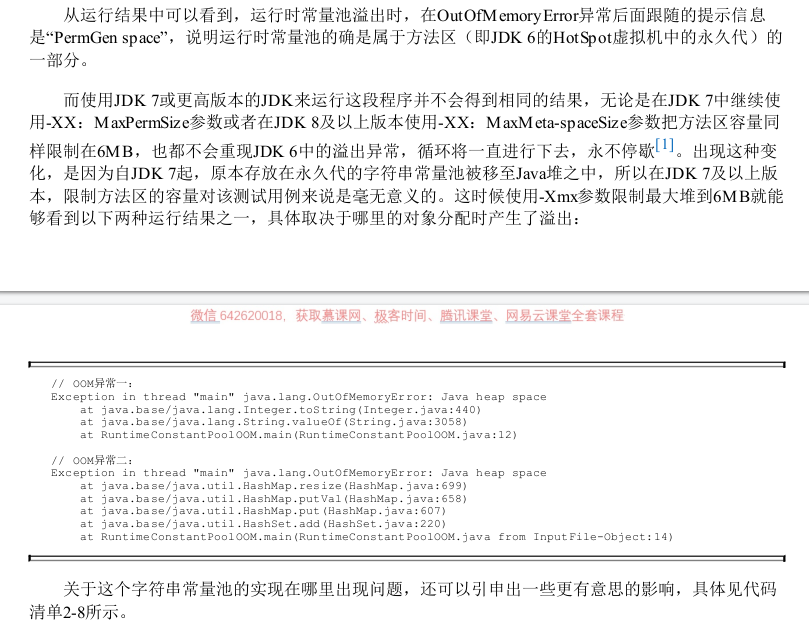 从运行结果中可以看到，运行时常量池溢出时，在OutOfMemoryError异常后面跟随的提示信息
是“PermGen space”，说明运行时常量池的确是属于方法区（即JDK 6的HotSpot虚拟机中的永久代）的
一部分。
而使用JDK 7或更高版本的JDK来运行这段程序并不会得到相同的结果，无论是在JDK 7中继续使
用-XX：MaxPermSize参数或者在JDK 8及以上版本使用-XX：MaxMeta-spaceSize参数把方法区容量同
样限制在6MB，也都不会重现JDK 6中的溢出异常，循环将一直进行下去，永不停歇[1]。出现这种变
化，是因为自JDK 7起，原本存放在永久代的字符串常量池被移至Java堆之中，所以在JDK 7及以上版
本，限制方法区的容量对该测试用例来说是毫无意义的。这时候使用-Xmx参数限制最大堆到6MB就能
够看到以下两种运行结果之一，具体取决于哪里的对象分配时产生了溢出：
微信 642620018，获取慕课网、极客时间、腾讯课堂、网易云课堂全套课程
// OOM异常一：
Exception in thread "main" java.lang.OutOfMemoryError: Java heap space
at java.base/java.lang.Integer.toString(Integer.java:440)
at java.base/java.lang.String.valueOf(String.java:3058)
at RuntimeConstantPoolOOM.main(RuntimeConstantPoolOOM.java:12)
// OOM异常二：
Exception in thread "main" java.lang.OutOfMemoryError: Java heap space
at java.base/java.util.HashMap.resize(HashMap.java:699)
at java.base/java.util.HashMap.putVal(HashMap.java:658)
at java.base/java.util.HashMap.put(HashMap.java:607)
at java.base/java.util.HashSet.add(HashSet.java:220)
at RuntimeConstantPoolOOM.main(RuntimeConstantPoolOOM.java from InputFile-Object:14)
关于这个字符串常量池的实现在哪里出现问题，还可以引申出一些更有意思的影响，具体见代码
清单2-8所示。